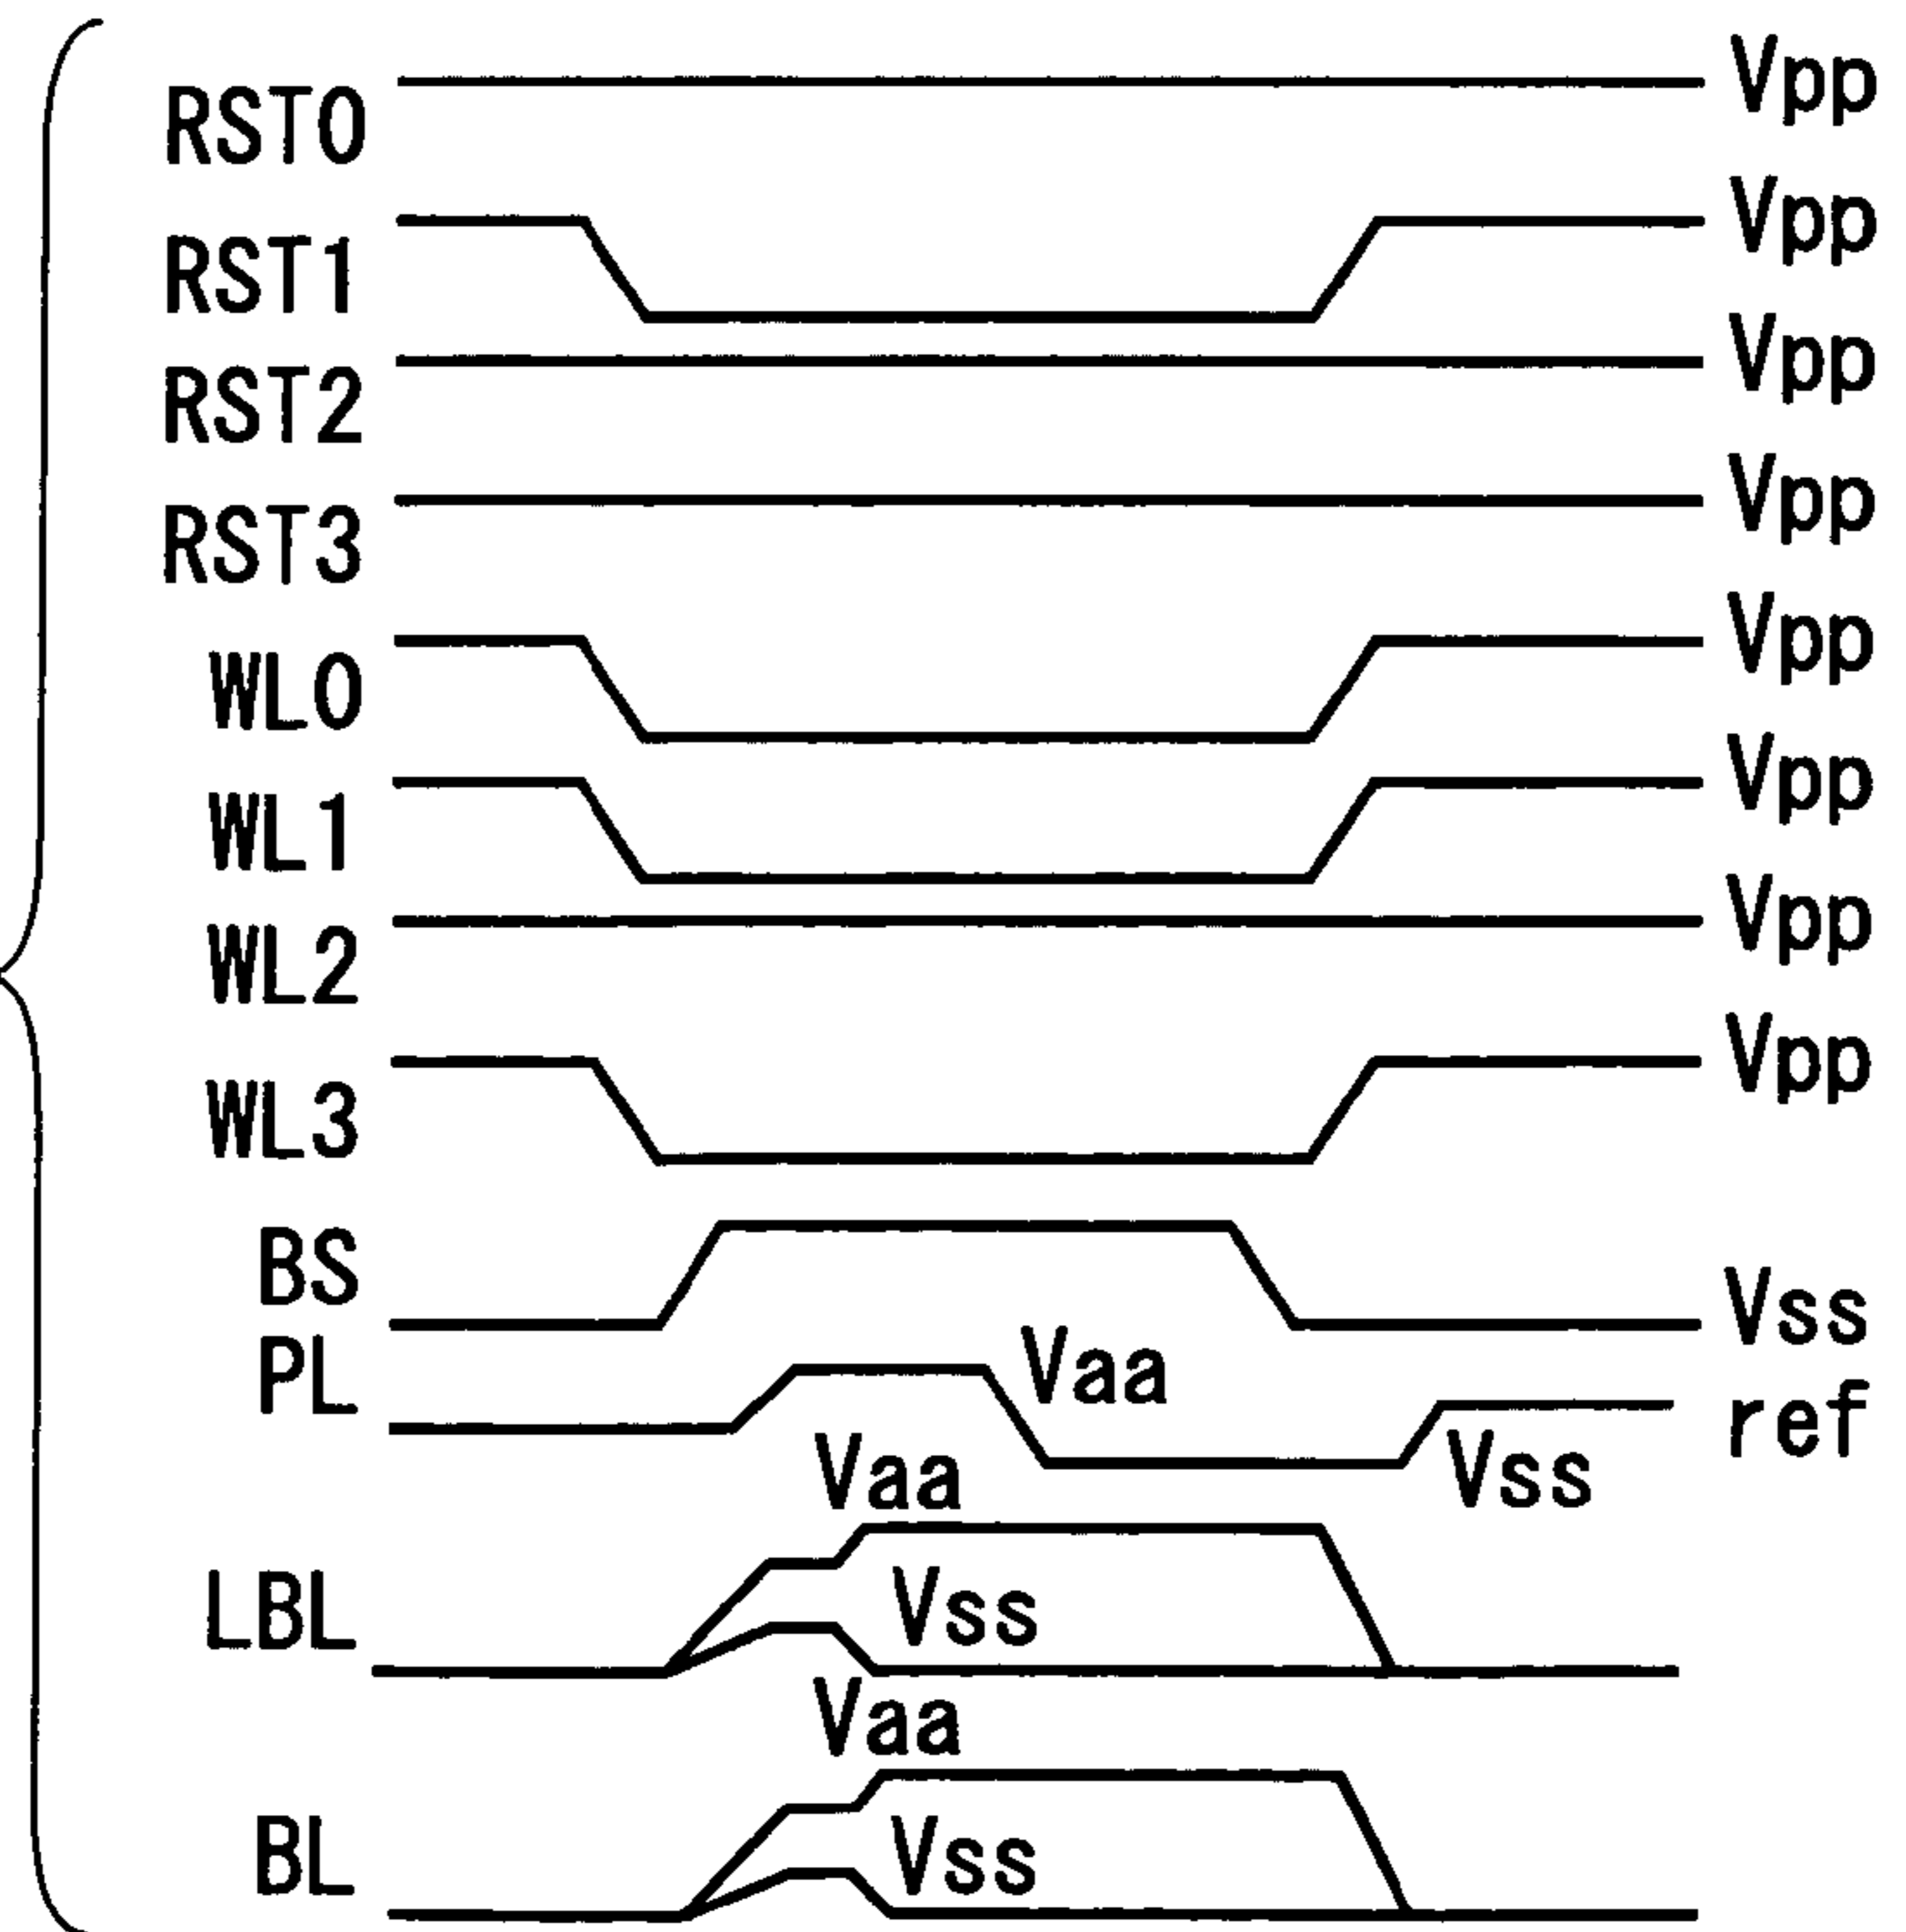 RST0 Vpp
RST1 Vpp
RST2 Vpp
RST3 Vpp
WL0 Vpp
WL1 Vpp
WL2 Vpp
WL3 Vpp
BS Vss
PL Vaa Vss ref
LBL Vaa Vss
BL Vaa Vss